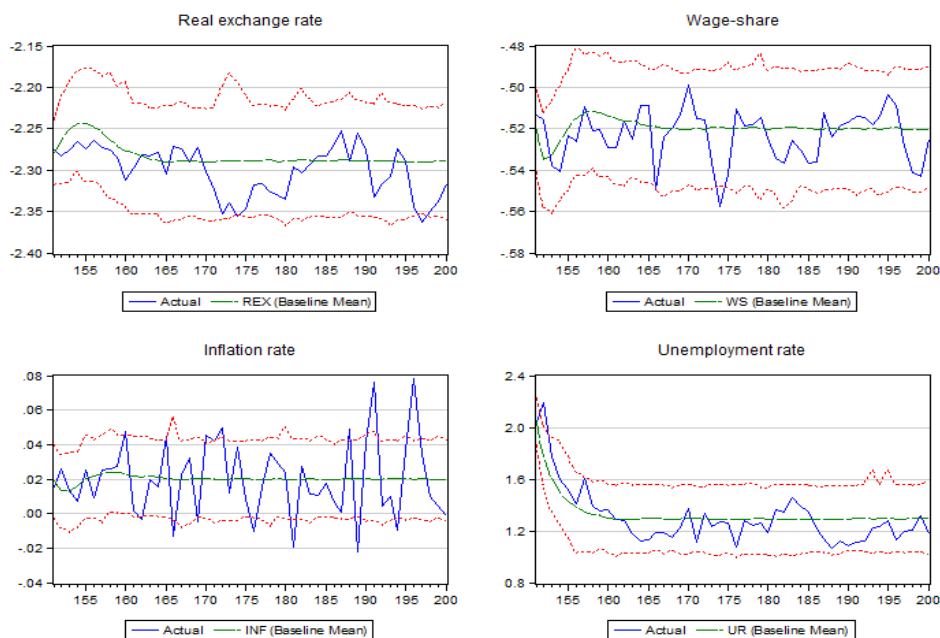 Real exchange rate
-2.15
-2.20
-2.25
-2.30
-2.35
-2.40
155 160 165 170 175 180 185 190 195 200
Actual REX (Baseline Mean)
Wage-share
-.48
-.50
-.52
-.54
-.56
-.58
155 160 165 170 175 180 185 190 195 200
Actual WS (Baseline Mean)
Inflation rate
.08
.06
.04
.02
.00
-.02
-.04
155 160 165 170 175 180 185 190 195 200
Actual INF (Baseline Mean)
Unemployment rate
2.4
2.0
1.6
1.2
0.8
155 160 165 170 175 180 185 190 195 200
Actual UR (Baseline Mean)